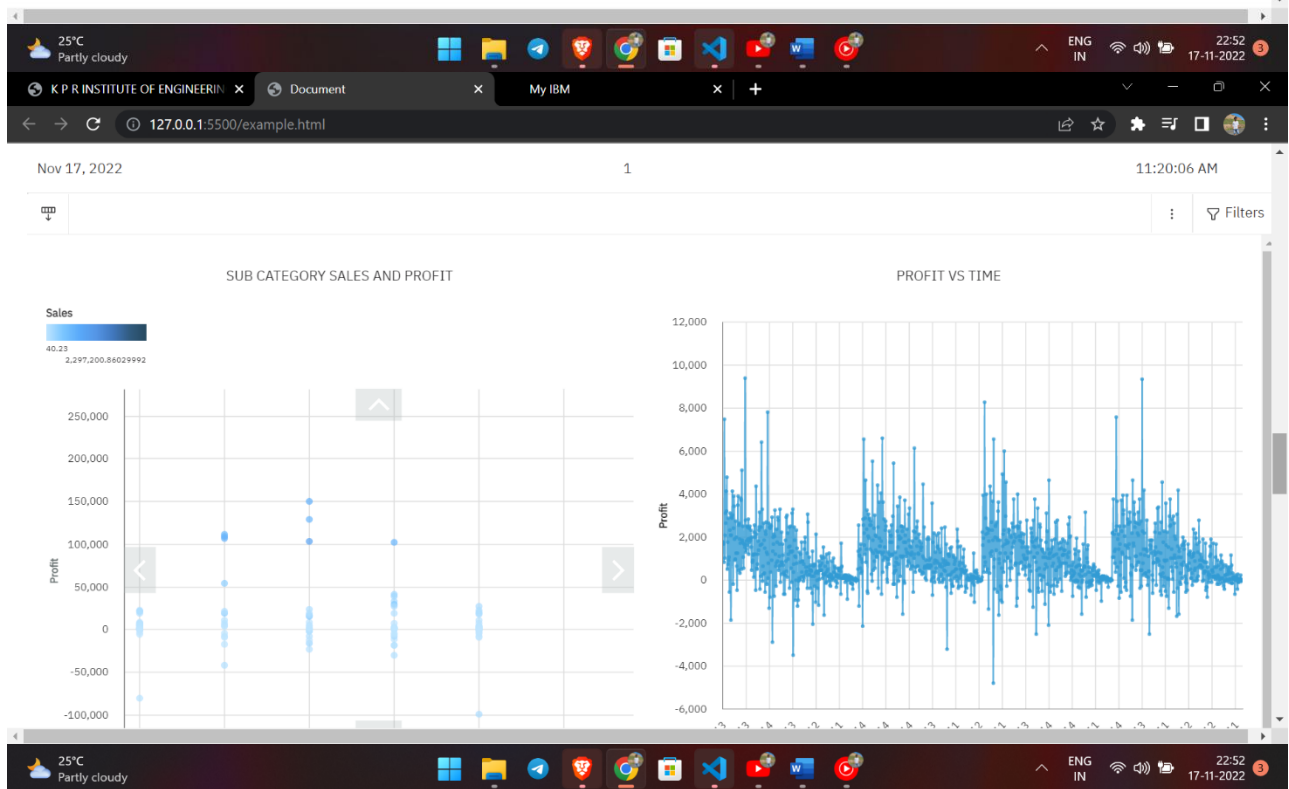 25°C
Partly cloudy
ENG
IN
22:52
17-11-2022
3
K P R INSTITUTE OF ENGINEERIN
Document
My IBM
127.0.0.1:5500/example.html
Nov 17, 2022
1
11:20:06 AM
Filters
SUB CATEGORY SALES AND PROFIT
Sales
40.23
2,297,200.86029992
Profit
250,000
200,000
150,000
100,000
50,000
0
-50,000
-100,000
PROFIT VS TIME
Profit
12,000
10,000
8,000
6,000
4,000
2,000
0
-2,000
-4,000
-6,000
25°C
Partly cloudy
ENG
IN
22:52
17-11-2022
3